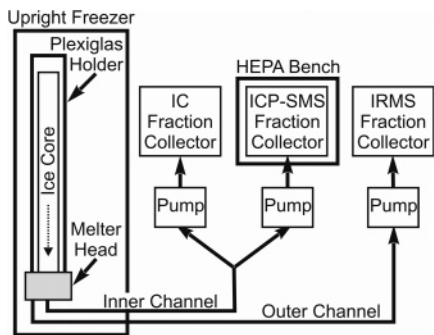 Upright Freezer
Plexiglas
Holder
Ice Core
Melter
Head
HEPA Bench
IC
Fraction
Collector
ICP-SMS
Fraction
Collector
IRMS
Fraction
Collector
Pump
Pump
Pump
Inner Channel
Outer Channel